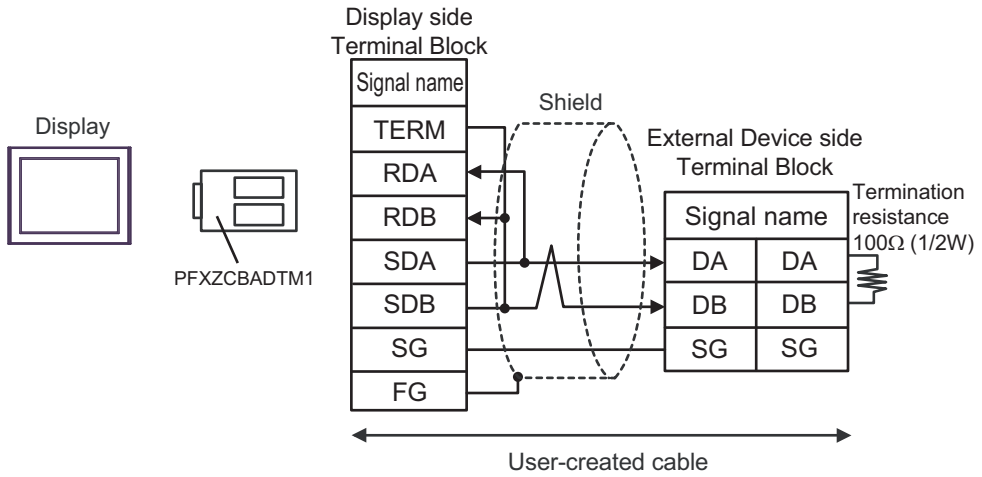 Display side
Terminal Block
Signal name
TERM
RDA
RDB
SDA
SDB
SG
FG
Shield
Display
PFXZCBADTM1
External Device side
Terminal Block
Signal name
DA DA
DB DB
SG SG
Termination
resistance
100Ω (1/2W)
User-created cable